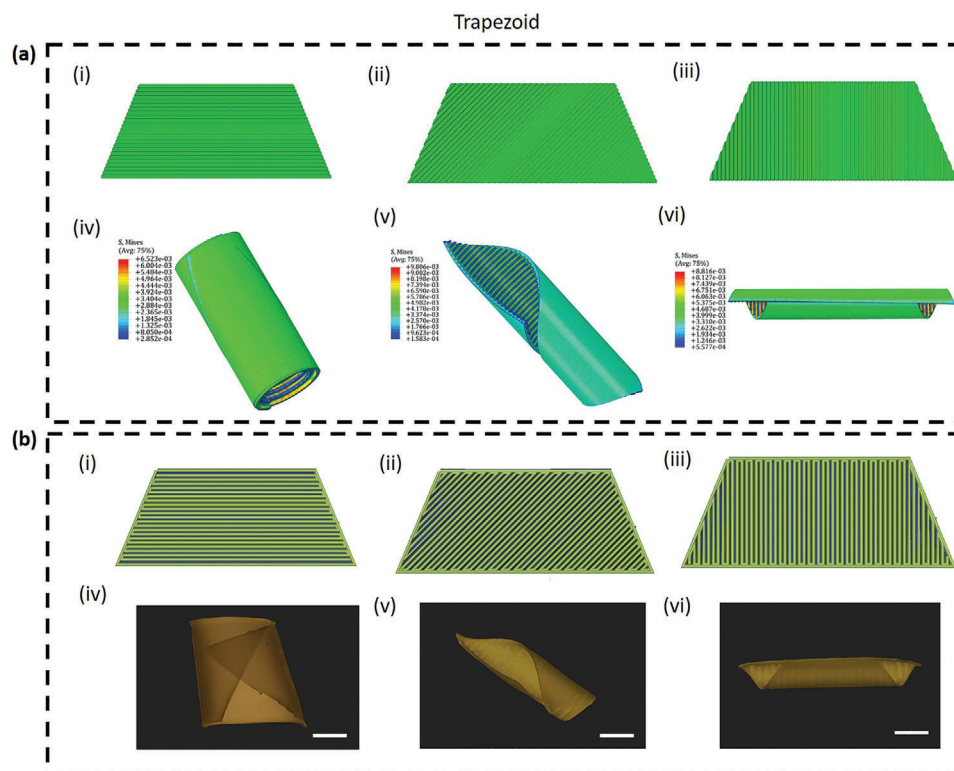 Trapezoid
(a)
(i)
(ii)
(iii)
(iv)
S, Mises
(Avg: 75%)
+6.523e-03
+6.004e-03
+5.484e-03
+4.964e-03
+4.444e-03
+3.924e-03
+3.404e-03
+2.884e-03
+2.365e-03
+1.845e-03
+1.325e-03
+8.050e-04
+2.852e-04
(v)
S, Mises
(Avg: 75%)
+9.806e-03
+9.002e-03
+8.198e-03
+7.394e-03
+6.590e-03
+5.786e-03
+4.982e-03
+4.178e-03
+3.374e-03
+2.570e-03
+1.766e-03
+9.623e-04
+1.583e-04
(vi)
S, Mises
(Avg: 75%)
+8.816e-03
+8.127e-03
+7.439e-03
+6.751e-03
+6.063e-03
+5.375e-03
+4.687e-03
+3.999e-03
+3.310e-03
+2.622e-03
+1.934e-03
+1.246e-03
+5.577e-04
(b)
(i)
(ii)
(iii)
(iv)
(v)
(vi)